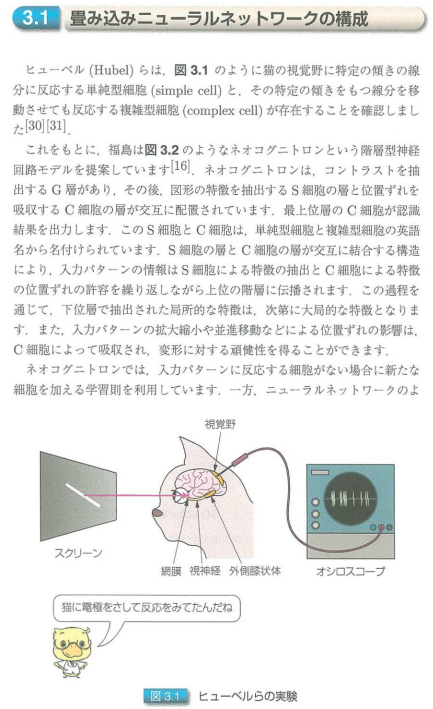 3.1 畳み込みニューラルネットワークの構成
ヒューベル (Hubel) らは，図3.1 のように猫の視覚野に特定の傾きの線
分に反応する単純型細胞 (simple cell) と，その特定の傾きをもつ線分を移
動させても反応する複雑型細胞 (complex cell) が存在することを確認しまし
た[30][31]．
これをもとに，福島は図3.2 のようなネオコグニトロンという階層型神経
回路モデルを提案しています[16]．ネオコグニトロンは，コントラストを抽
出する G 層があり，その後，図形の特徴を抽出する S 細胞の層と位置ずれを
吸収する C 細胞の層が交互に配置されています．最上位層の C 細胞が認識
結果を出力します．この S 細胞と C 細胞は，単純型細胞と複雑型細胞の英語
名から名付けられています．S 細胞の層と C 細胞の層が交互に結合する構造
により，入力パターンの情報は S 細胞による特徴の抽出と C 細胞による特徴
の位置ずれの許容を繰り返しながら上位の階層に伝播されます．この過程を
通じて，下位層で抽出された局所的な特徴は，次第に大局的な特徴となりま
す．また，入力パターンの拡大縮小や並進移動などによる位置ずれの影響は，
C 細胞によって吸収され，変形に対する頑健性を得ることができます．
ネオコグニトロンでは，入力パターンに反応する細胞がない場合に新たな
細胞を加える学習則を利用しています．一方，ニューラルネットワークのよ
視覚野
スクリーン
網膜 視神経 外側膝状体
オシロスコープ
猫に電極をさして反応をみてたんだね
図3.1 ヒューベルらの実験